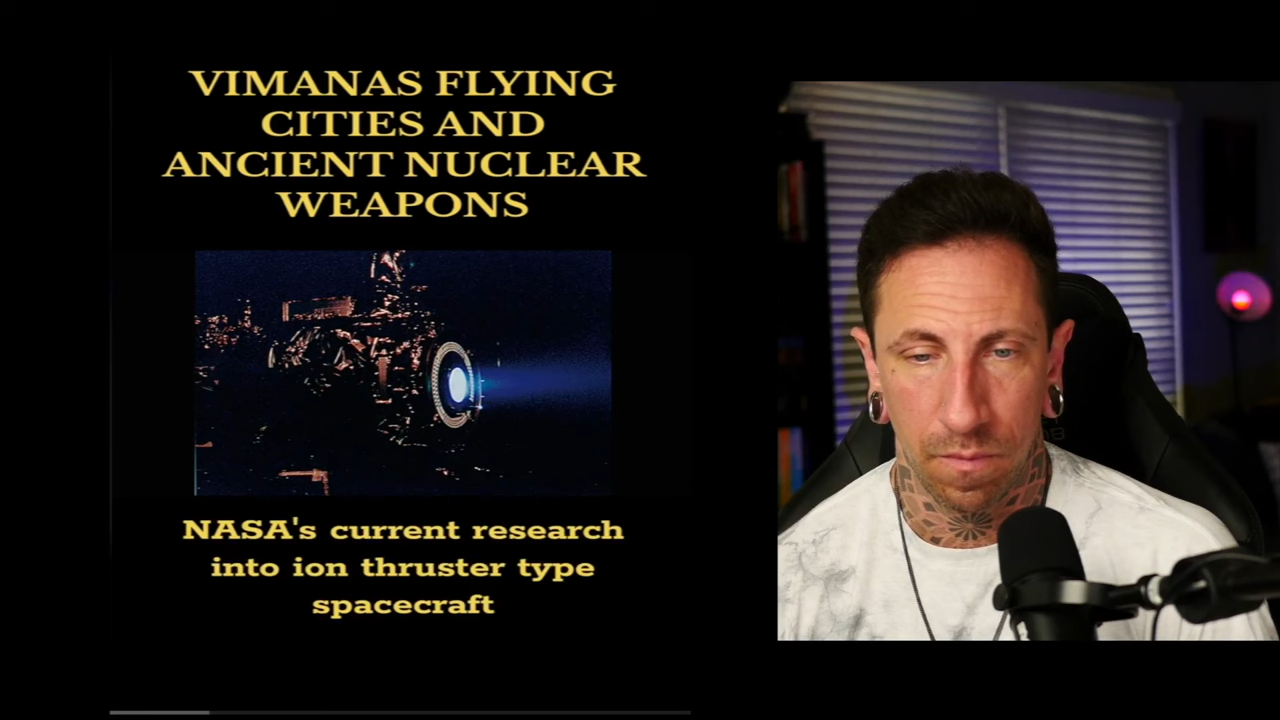 VIMANAS FLYING
CITIES AND
ANCIENT NUCLEAR
WEAPONS
NASA's current research
into ion thruster type
spacecraft